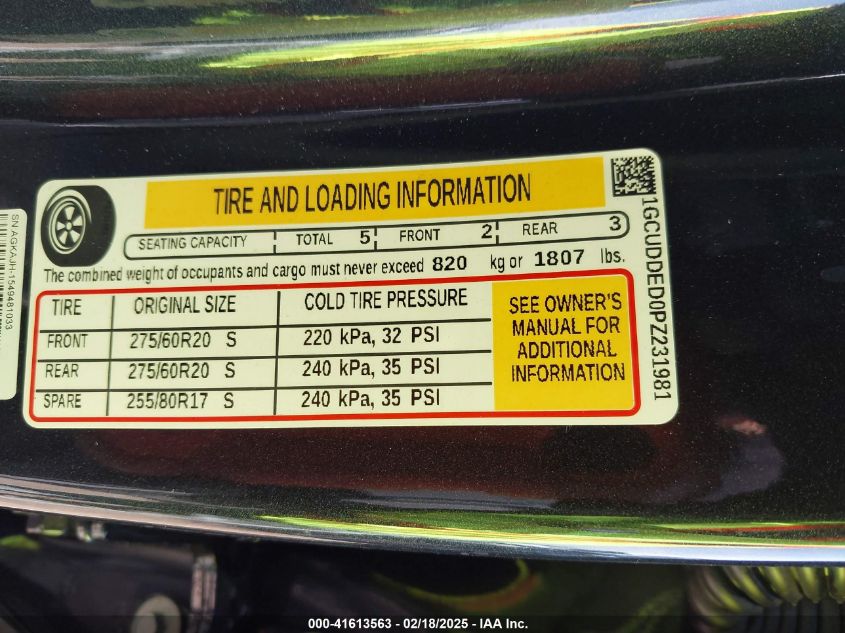 TIRE AND LOADING INFORMATION
SEATING CAPACITY TOTAL 5 FRONT 2 REAR 3
The combined weight of occupants and cargo must never exceed 820 kg or 1807 lbs.
TIRE ORIGINAL SIZE COLD TIRE PRESSURE
FRONT 275/60R20 S 220 kPa, 32 PSI
REAR 275/60R20 S 240 kPa, 35 PSI
SPARE 255/80R17 S 240 kPa, 35 PSI
SEE OWNER'S
MANUAL FOR
ADDITIONAL
INFORMATION
1GCUDDED0PZ231981
SN:AGKAJH-1549481033
000-41613563 - 02/18/2025 - IAA Inc.